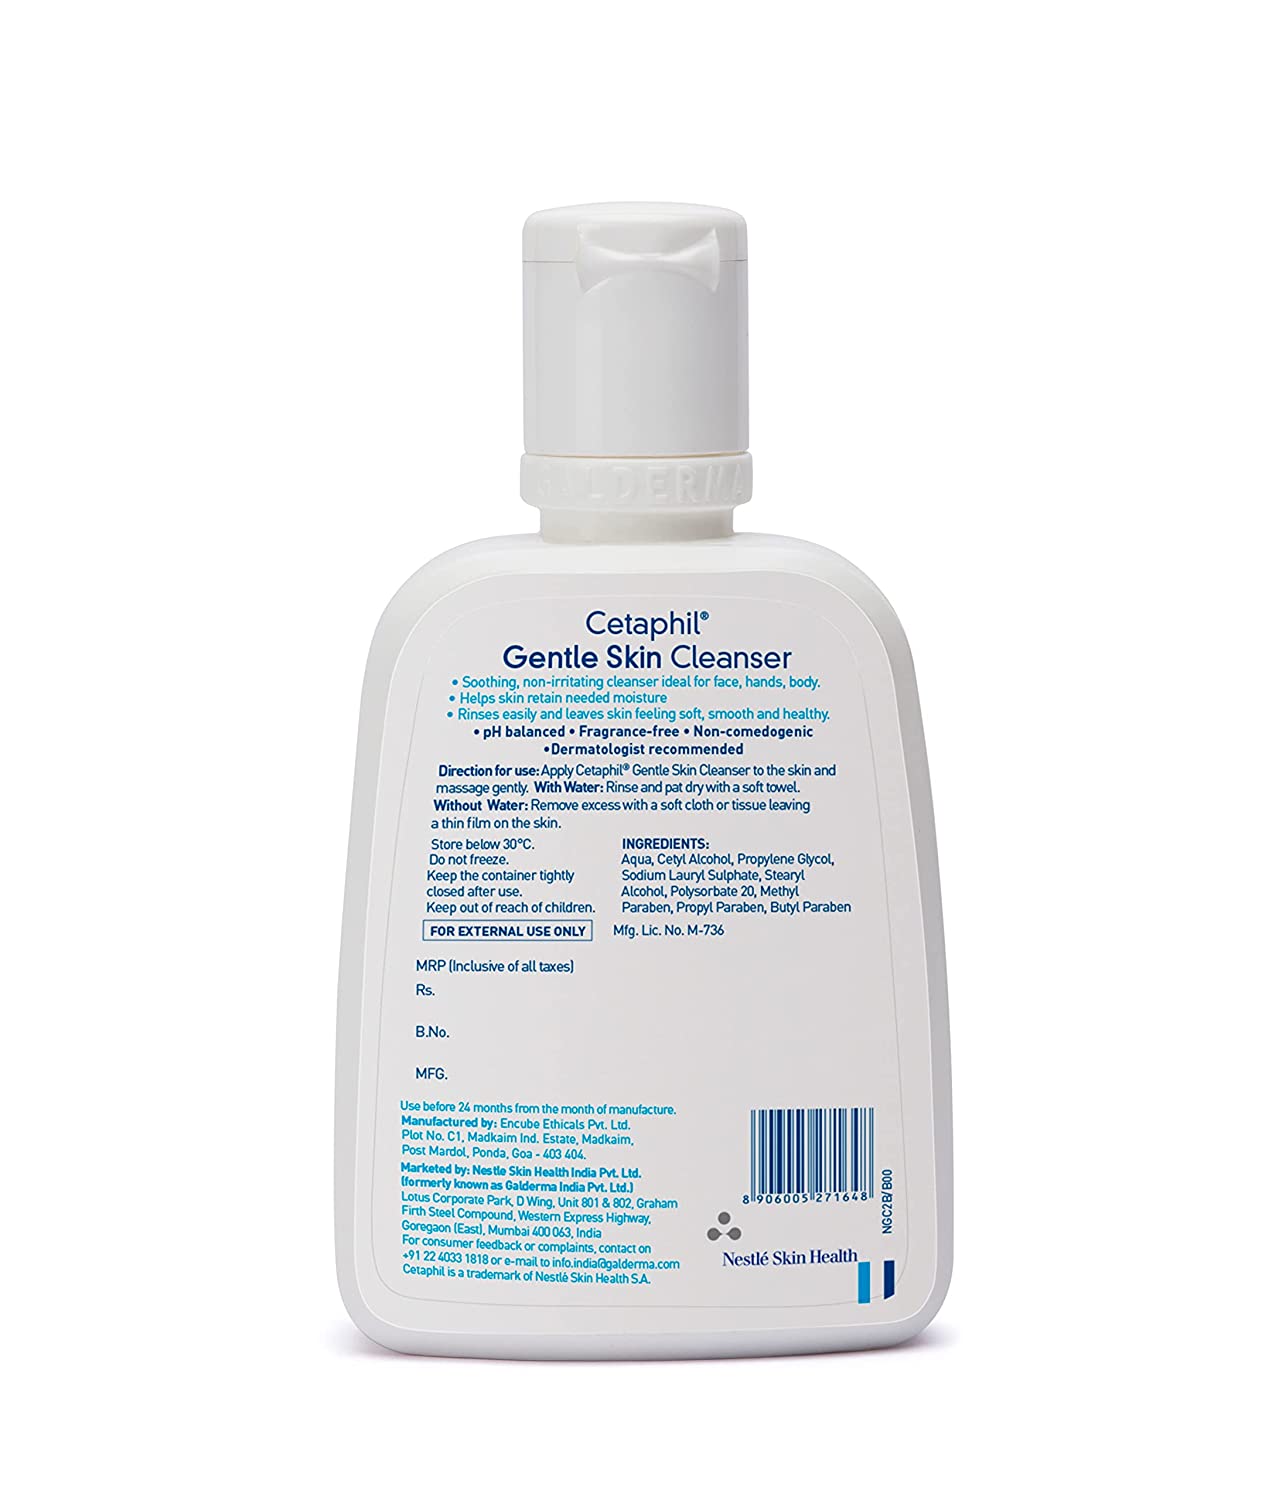 GALDERMA
Cetaphil®
Gentle Skin Cleanser
• Soothing, non-irritating cleanser ideal for face, hands, body.
• Helps skin retain needed moisture
• Rinses easily and leaves skin feeling soft, smooth and healthy.
• pH balanced • Fragrance-free • Non-comedogenic
•Dermatologist recommended
Direction for use: Apply Cetaphil® Gentle Skin Cleanser to the skin and
massage gently. With Water: Rinse and pat dry with a soft towel.
Without Water: Remove excess with a soft cloth or tissue leaving
a thin film on the skin.
Store below 30°C.
Do not freeze.
Keep the container tightly
closed after use.
Keep out of reach of children.
FOR EXTERNAL USE ONLY
INGREDIENTS:
Aqua, Cetyl Alcohol, Propylene Glycol,
Sodium Lauryl Sulphate, Stearyl
Alcohol, Polysorbate 20, Methyl
Paraben, Propyl Paraben, Butyl Paraben
Mfg. Lic. No. M-736
MRP (Inclusive of all taxes)
Rs.
B.No.
MFG.
Use before 24 months from the month of manufacture.
Manufactured by: Encube Ethicals Pvt. Ltd.
Plot No. C1, Madkaim Ind. Estate, Madkaim,
Post Mardol, Ponda, Goa - 403 404.
Marketed by: Nestle Skin Health India Pvt. Ltd.
(formerly known as Galderma India Pvt. Ltd.)
Lotus Corporate Park, D Wing, Unit 801 & 802, Graham
Firth Steel Compound, Western Express Highway,
Goregaon (East), Mumbai 400 063, India
For consumer feedback or complaints, contact on
+91 22 4033 1818 or e-mail to info.india@galderma.com
Cetaphil is a trademark of Nestlé Skin Health S.A.
8 906005 271648
NGC2B/B00
Nestlé Skin Health